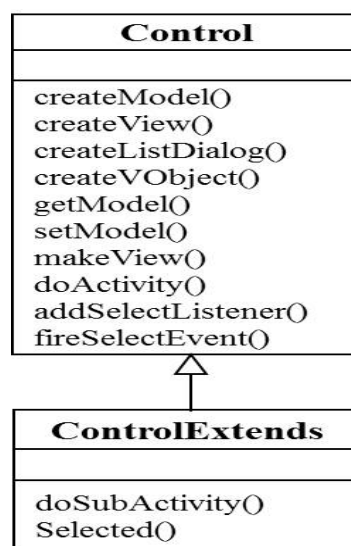 Control
createModel()
createView()
createListDialog()
createVObject()
getModel()
setModel()
makeView()
doActivity()
addSelectListener()
fireSelectEvent()
ControlExtends
doSubActivity()
Selected()